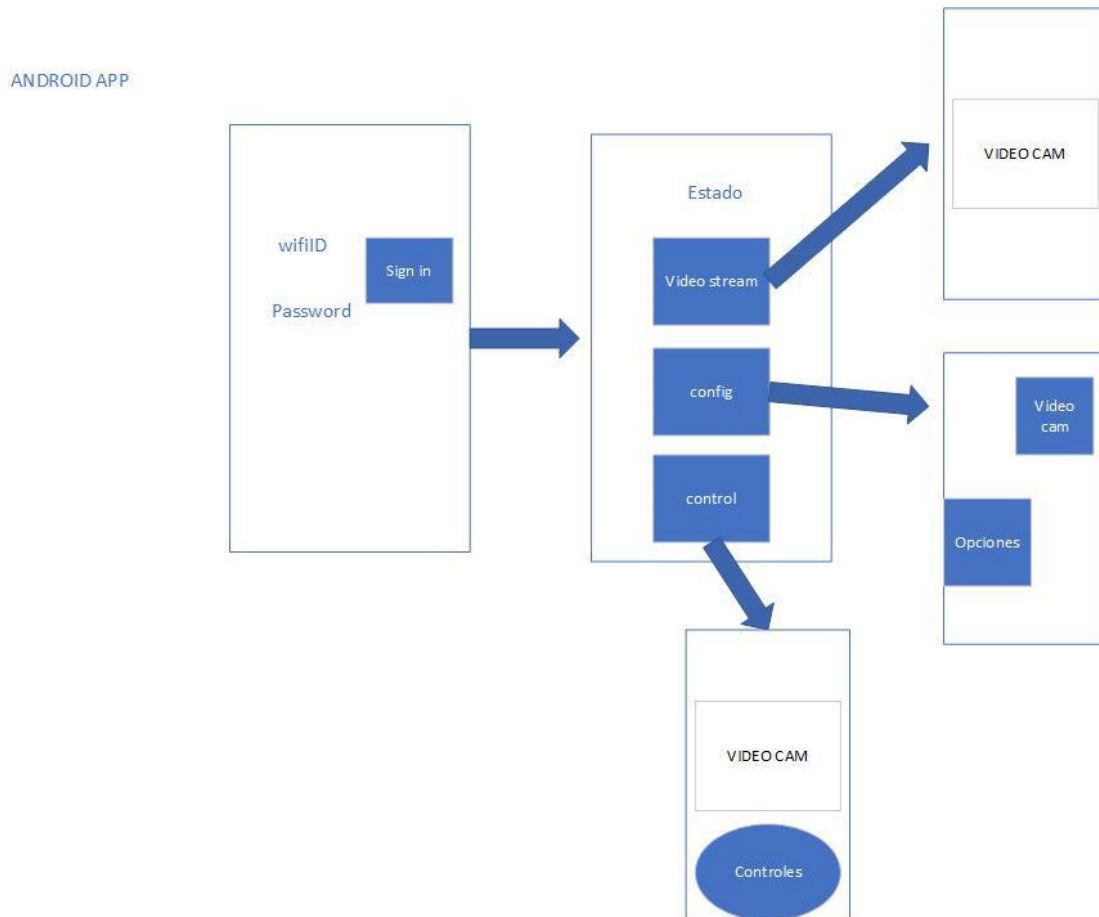 ANDROID APP
wifiID
Sign in
Password
Estado
Video stream
config
control
VIDEO CAM
Video
cam
Opciones
VIDEO CAM
Controles